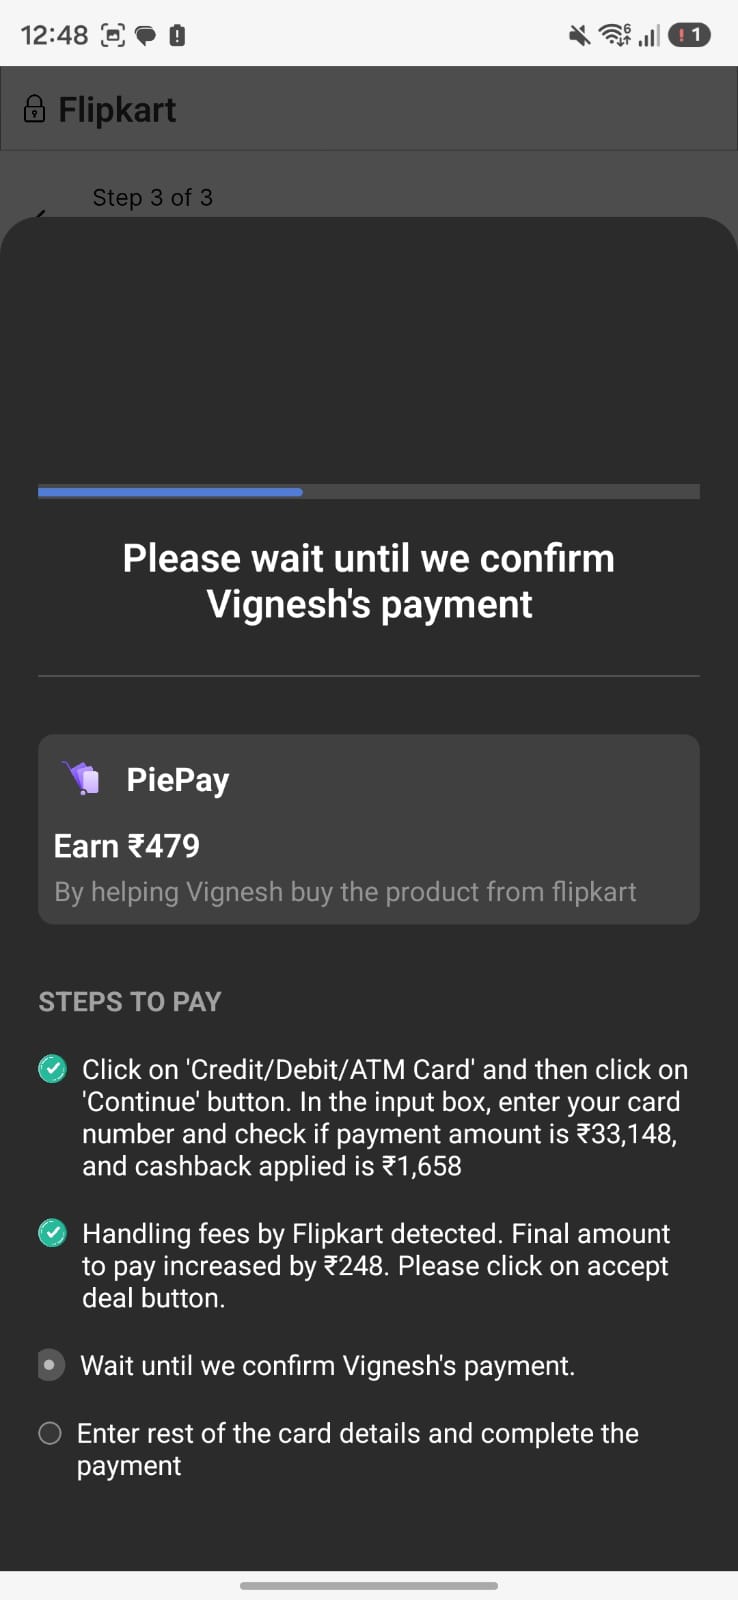 12:48
1
Flipkart
Step 3 of 3
Please wait until we confirm
Vignesh's payment
PiePay
Earn ₹479
By helping Vignesh buy the product from flipkart
STEPS TO PAY
Click on 'Credit/Debit/ATM Card' and then click on
'Continue' button. In the input box, enter your card
number and check if payment amount is ₹33,148,
and cashback applied is ₹1,658
Handling fees by Flipkart detected. Final amount
to pay increased by ₹248. Please click on accept
deal button.
Wait until we confirm Vignesh's payment.
Enter rest of the card details and complete the
payment